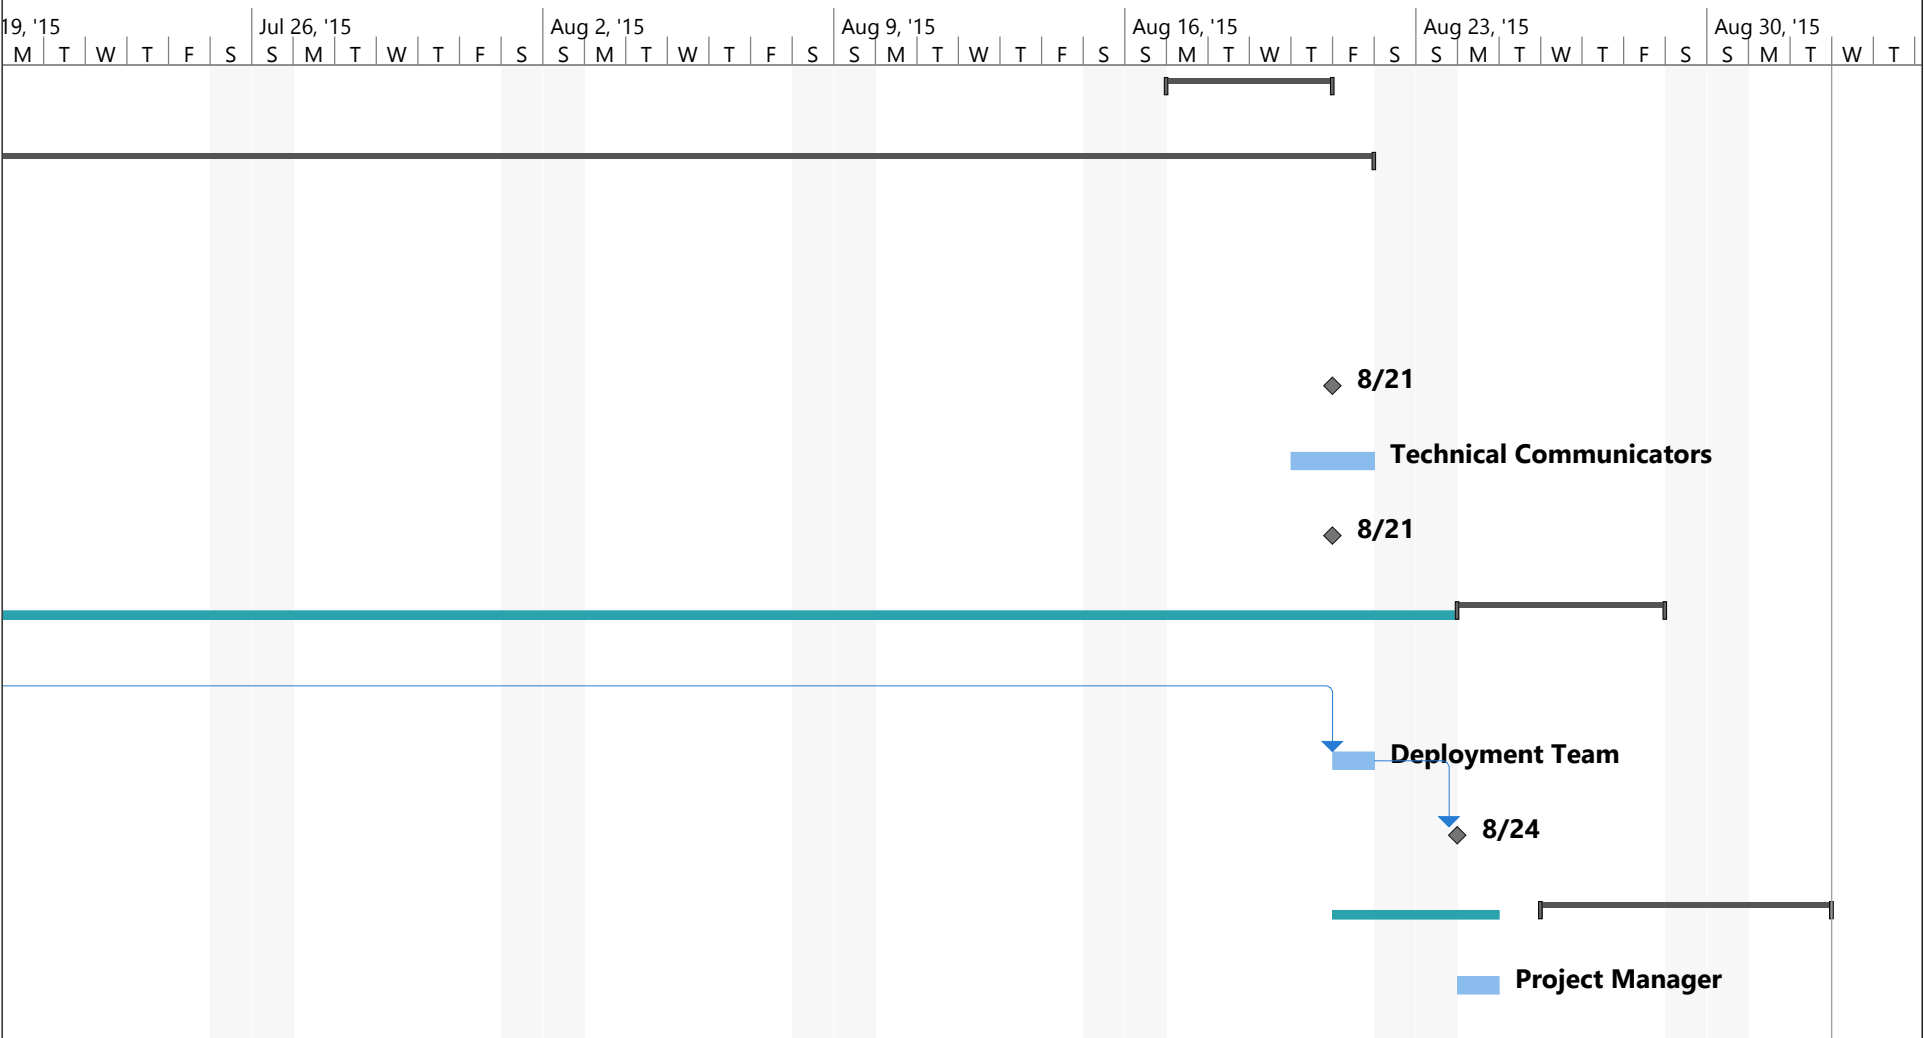 19, '15 Jul 26, '15 Aug 2, '15 Aug 9, '15 Aug 16, '15 Aug 23, '15 Aug 30, '15
M T W T F S S M T W T F S S M T W T F S S M T W T F S S M T W T F S S M T W T F S S M T W T
8/21
Technical Communicators
8/21
Deployment Team
8/24
Project Manager